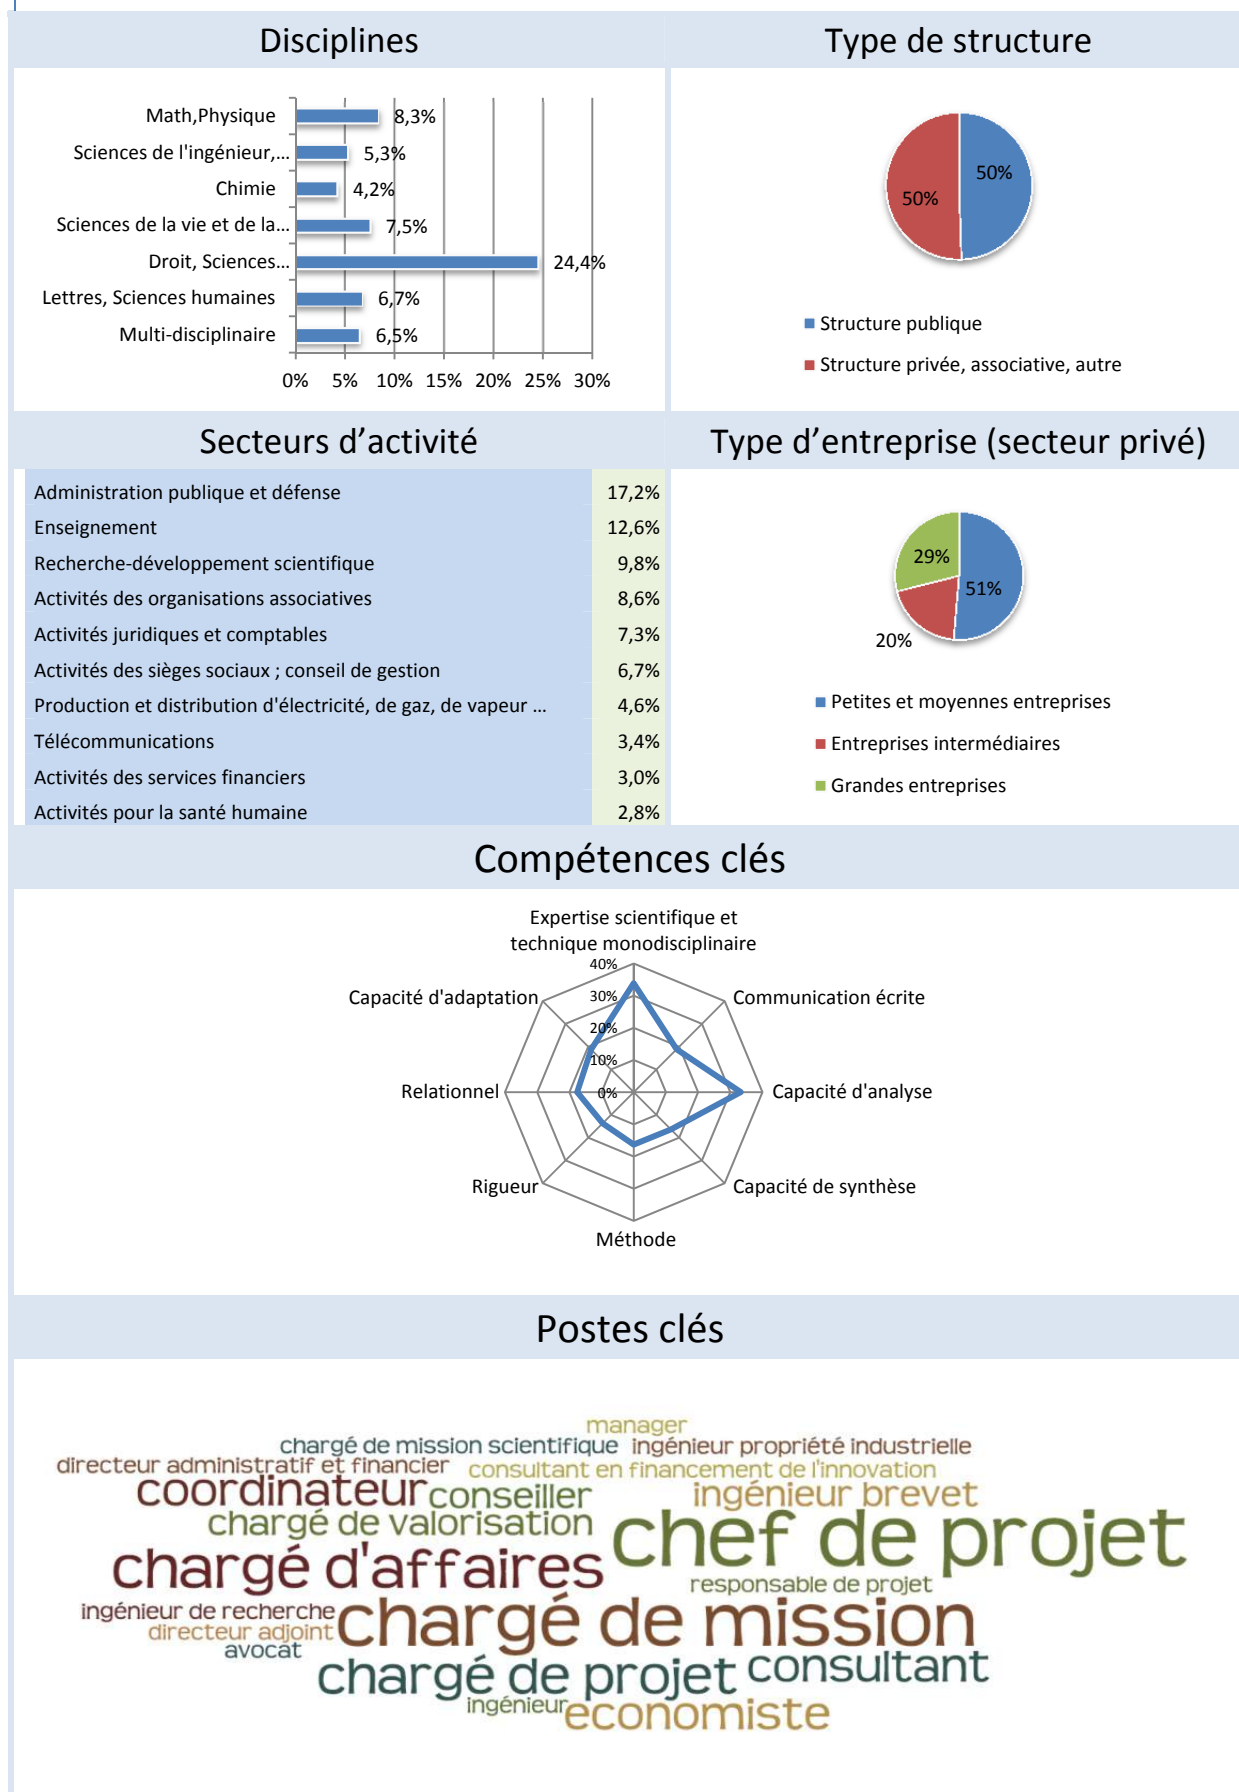 Disciplines
Math,Physique
8,3%
Sciences de l'ingénieur,...
5,3%
Chimie
4,2%
Sciences de la vie et de la...
7,5%
Droit, Sciences...
24,4%
Lettres, Sciences humaines
6,7%
Multi-disciplinaire
6,5%
0% 5% 10% 15% 20% 25% 30%
Type de structure
50%
50%
Structure publique
Structure privée, associative, autre
Secteurs d’activité
Administration publique et défense 17,2%
Enseignement 12,6%
Recherche-développement scientifique 9,8%
Activités des organisations associatives 8,6%
Activités juridiques et comptables 7,3%
Activités des sièges sociaux ; conseil de gestion 6,7%
Production et distribution d'électricité, de gaz, de vapeur ... 4,6%
Télécommunications 3,4%
Activités des services financiers 3,0%
Activités pour la santé humaine 2,8%
Type d’entreprise (secteur privé)
29%
51%
20%
Petites et moyennes entreprises
Entreprises intermédiaires
Grandes entreprises
Compétences clés
Expertise scientifique et
technique monodisciplinaire
40%
30%
20%
10%
0%
Communication écrite
Capacité d'analyse
Capacité de synthèse
Méthode
Rigueur
Relationnel
Capacité d'adaptation
Postes clés
manager
chargé de mission scientifique ingénieur propriété industrielle
directeur administratif et financier consultant en financement de l'innovation
coordinateur conseiller ingénieur brevet
chargé de valorisation chef de projet
chargé d'affaires
responsable de projet
ingénieur de recherche chargé de mission
directeur adjoint
avocat
chargé de projet consultant
ingénieur economiste